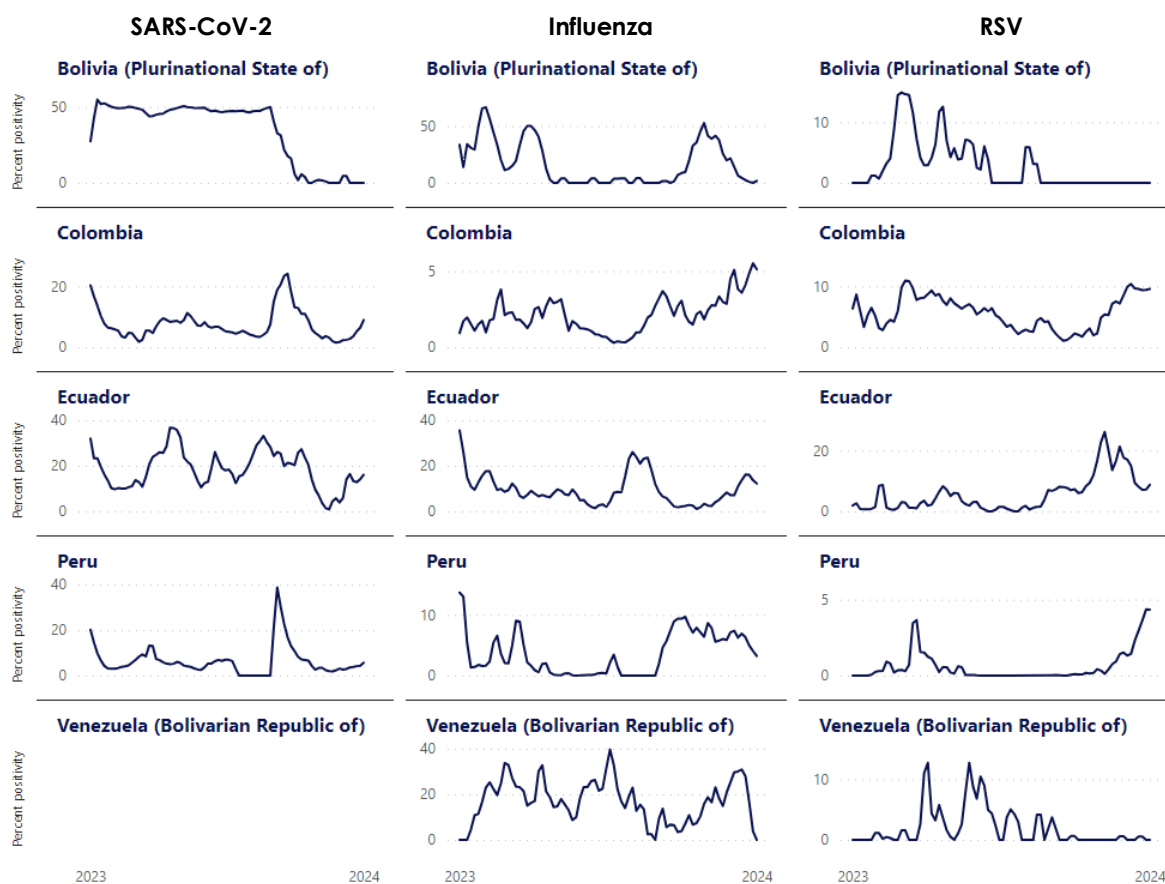 SARS-CoV-2 Influenza RSV
Bolivia (Plurinational State of) Bolivia (Plurinational State of) Bolivia (Plurinational State of)
Percent positivity
50 50 10
0 0 0
Colombia Colombia Colombia
Percent positivity
20 5 10
0 0 0
Ecuador Ecuador Ecuador
Percent positivity
40 40
20 20 20
0 0 0
Peru Peru Peru
Percent positivity
40 5
20 10
0 0 0
Venezuela (Bolivarian Republic of) Venezuela (Bolivarian Republic of) Venezuela (Bolivarian Republic of)
Percent positivity
40
20 10
0 0
2023 2024 2023 2024 2023 2024